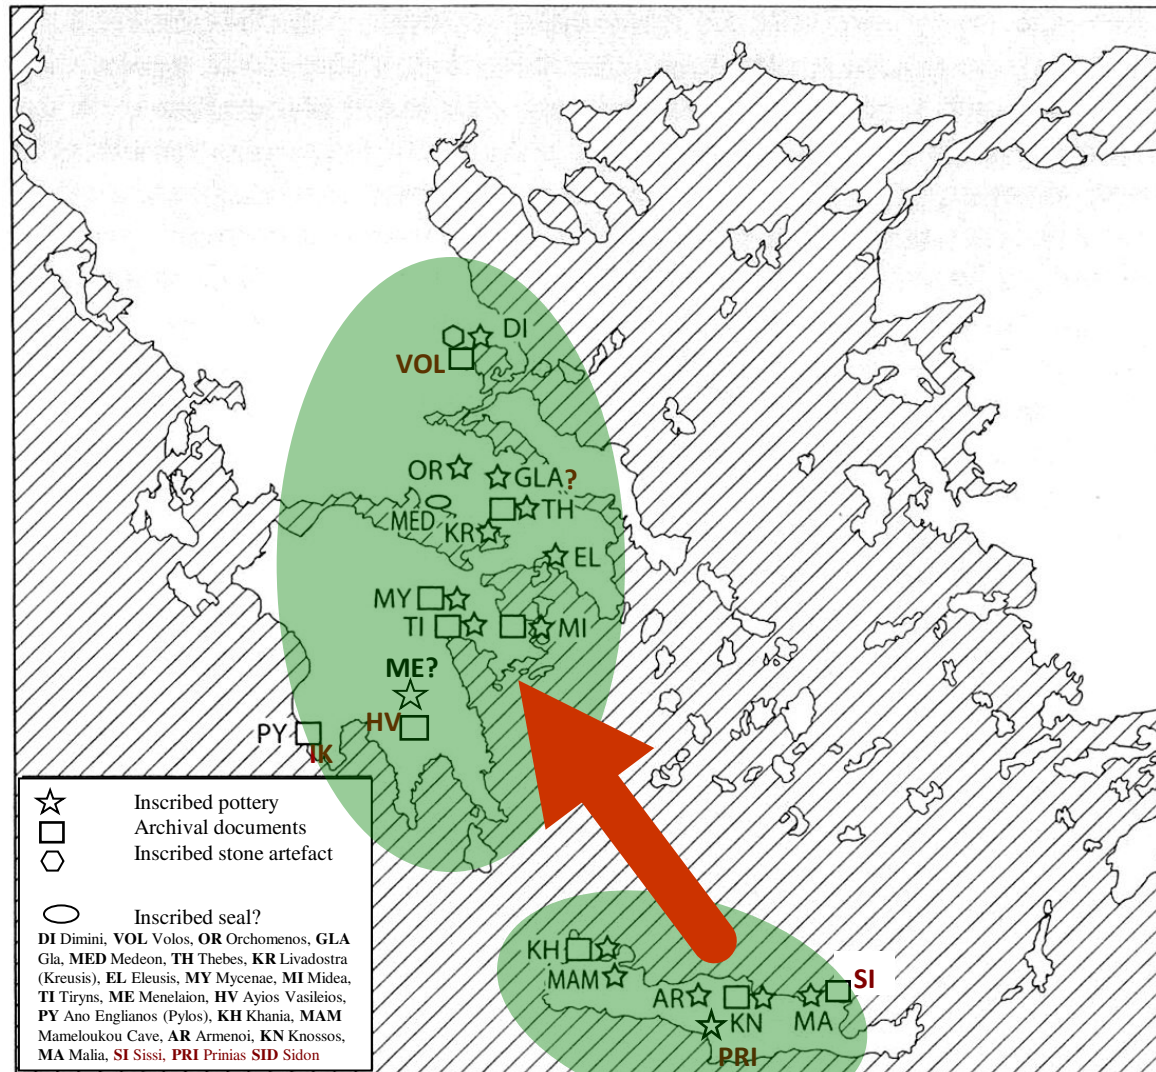 DI
VOL
OR
GLA?
MED
TH
KR
EL
MY
TI
MI
ME?
HV
PY
IK
Inscribed pottery
Archival documents
Inscribed stone artefact
Inscribed seal?
DI Dimini, VOL Volos, OR Orchomenos, GLA
Gla, MED Medeon, TH Thebes, KR Livadostra
(Kreusis), EL Eleusis, MY Mycenae, MI Midea,
TI Tiryns, ME Menelaion, HV Ayios Vasileios,
PY Ano Englianos (Pylos), KH Khania, MAM
Mameloukou Cave, AR Armenoi, KN Knossos,
MA Malia, SI Sissi, PRI Prinias SID Sidon
KH
MAM
SI
AR
KN
MA
PRI